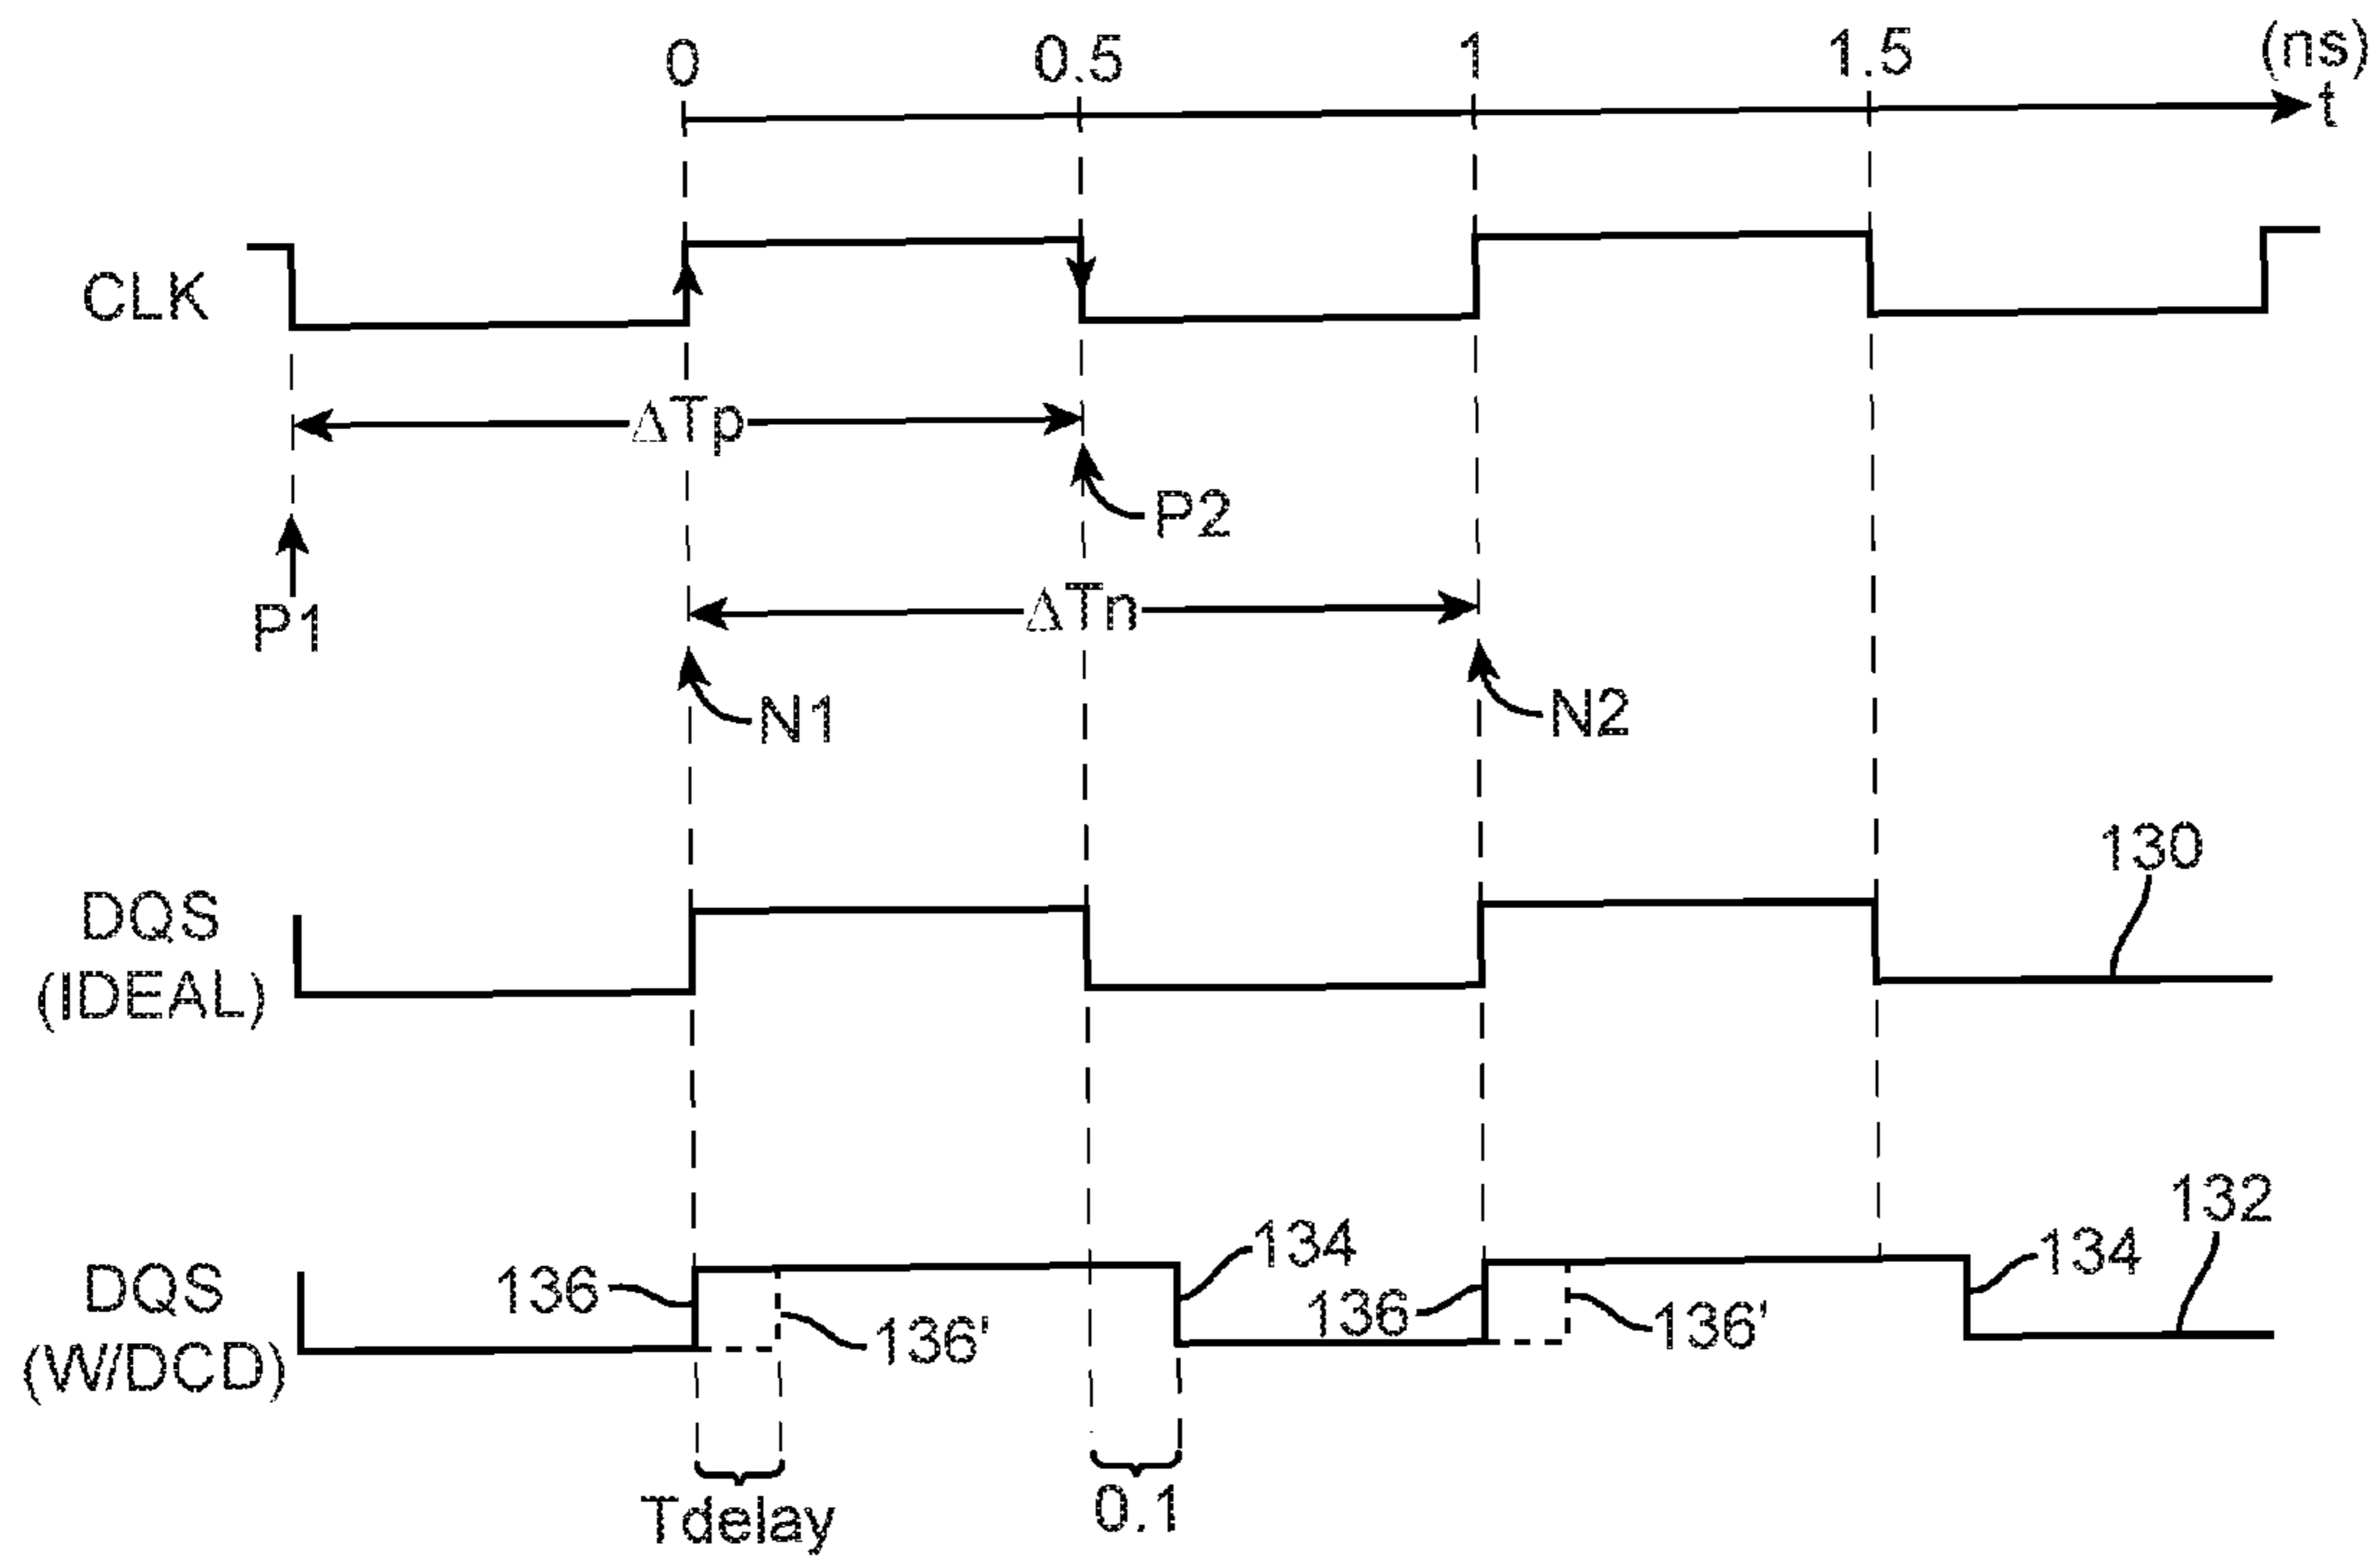 0 0.5 1 1.5 (ns)
t
CLK
ΔTp
P2
P1
ΔTn
N1 N2
130
DQS
(IDEAL)
132
134 134
DQS 136 136
136' 136'
(W/DCD)
Tdelay 0.1